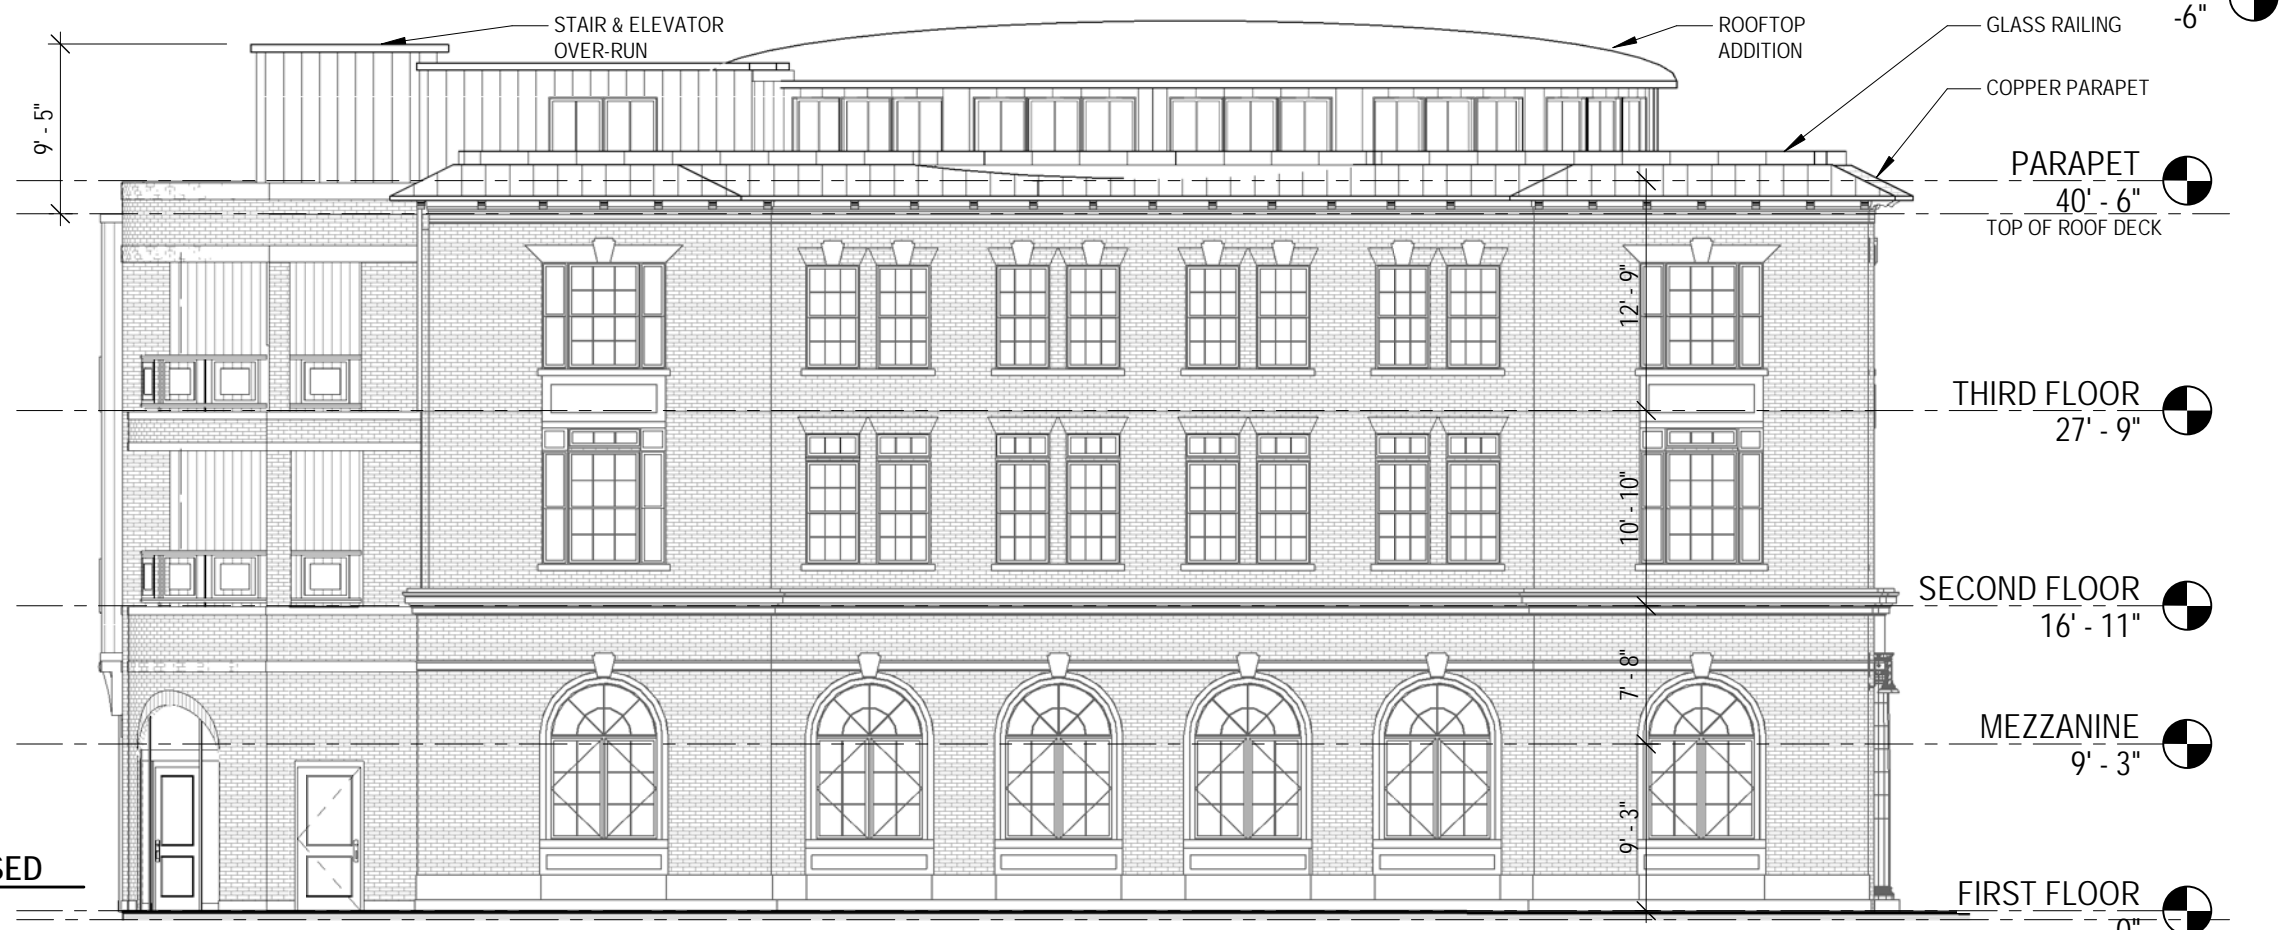 -6"
STAIR & ELEVATOR
OVER-RUN
ROOFTOP
ADDITION
GLASS RAILING
COPPER PARAPET
9' - 5"
PARAPET
40' - 6"
TOP OF ROOF DECK
12' - 9"
THIRD FLOOR
27' - 9"
10' - 10"
SECOND FLOOR
16' - 11"
7' - 8"
MEZZANINE
9' - 3"
9' - 3"
SED
FIRST FLOOR
0"